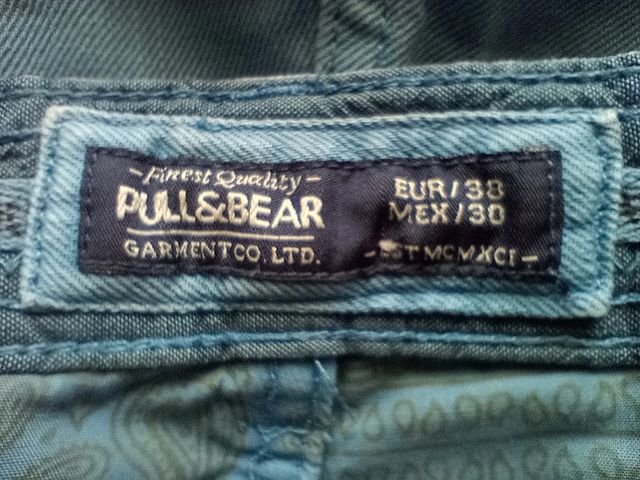 -Finest Quality-
PULL&BEAR
GARMENT CO. LTD.
EUR/38
MEX/30
-EST MCMXCI-